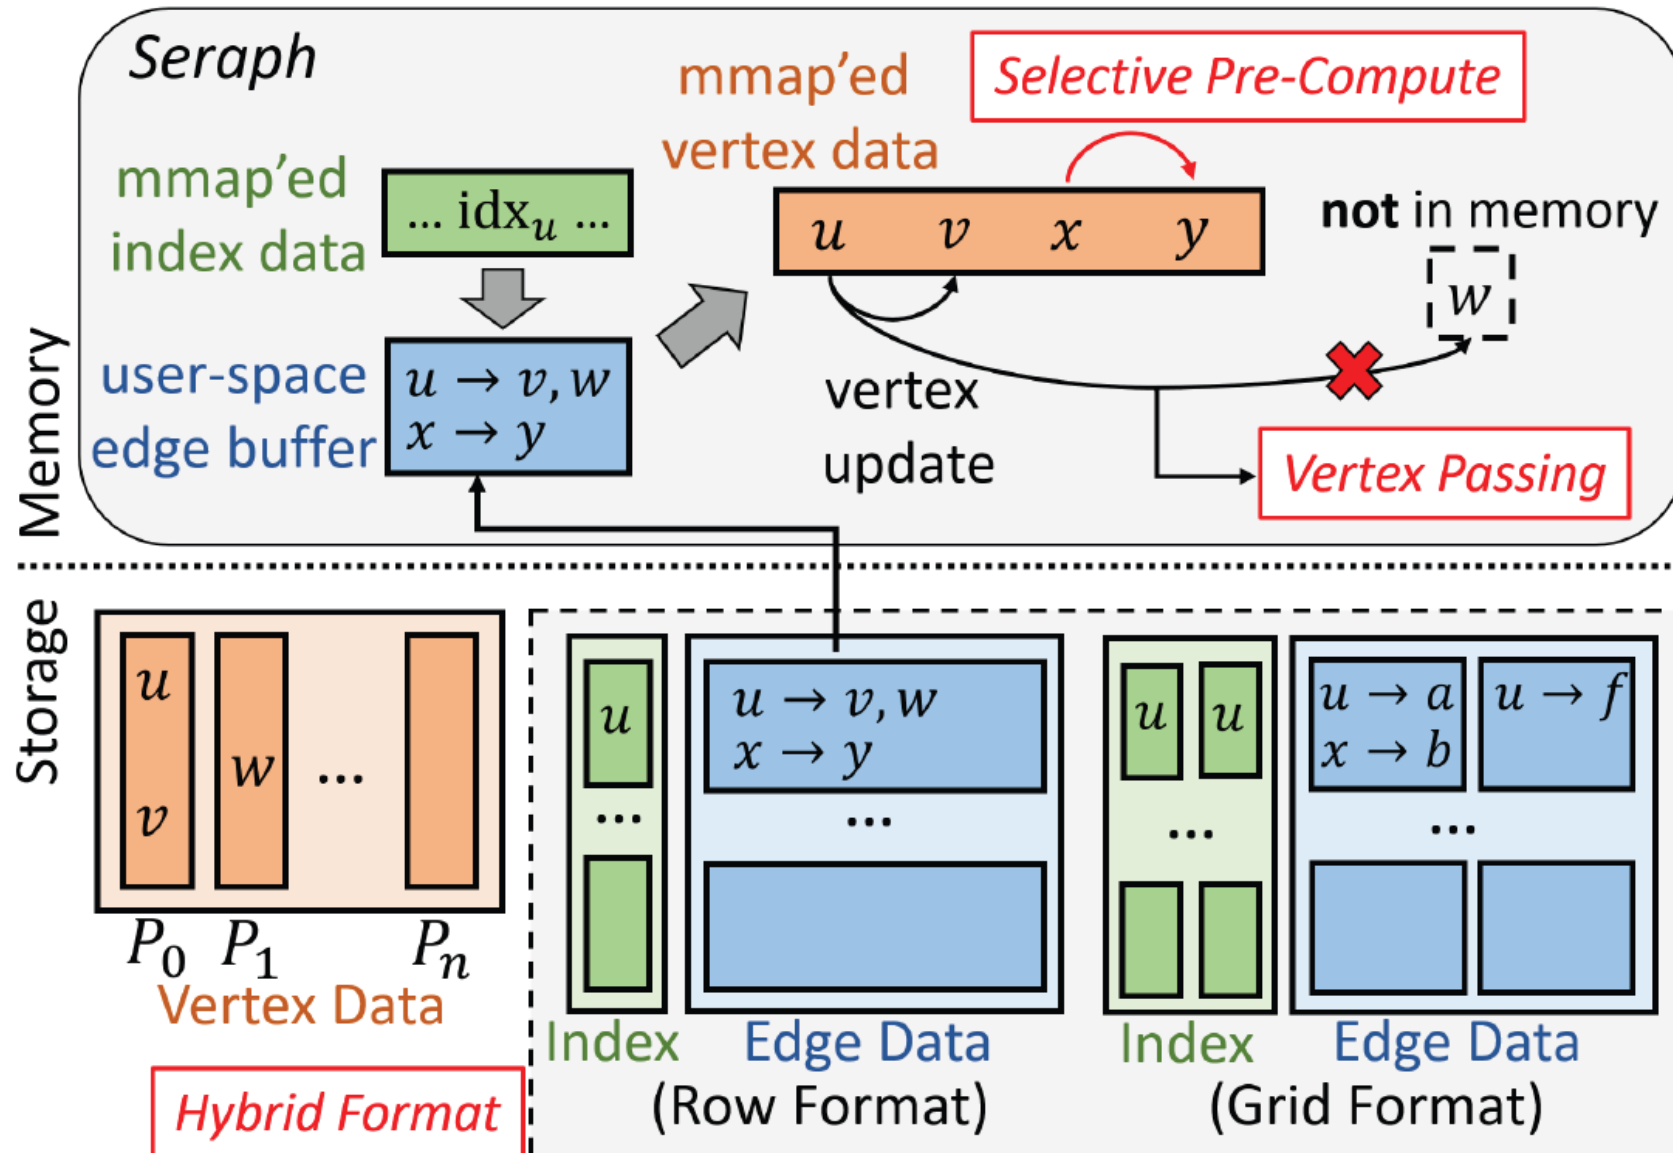 Seraph
mmap'ed
vertex data
Selective Pre-Compute
mmap'ed
index data
... idx_u ...
u v x y
not in memory
w
user-space
edge buffer
u → v, w
x → y
vertex
update
Vertex Passing
Memory
Storage
u
v
w
...
P_0 P_1 P_n
Vertex Data
Hybrid Format
u
...
u → v, w
x → y
...
Index
Edge Data
(Row Format)
u u
...
u → a
x → b
u → f
...
Index
Edge Data
(Grid Format)